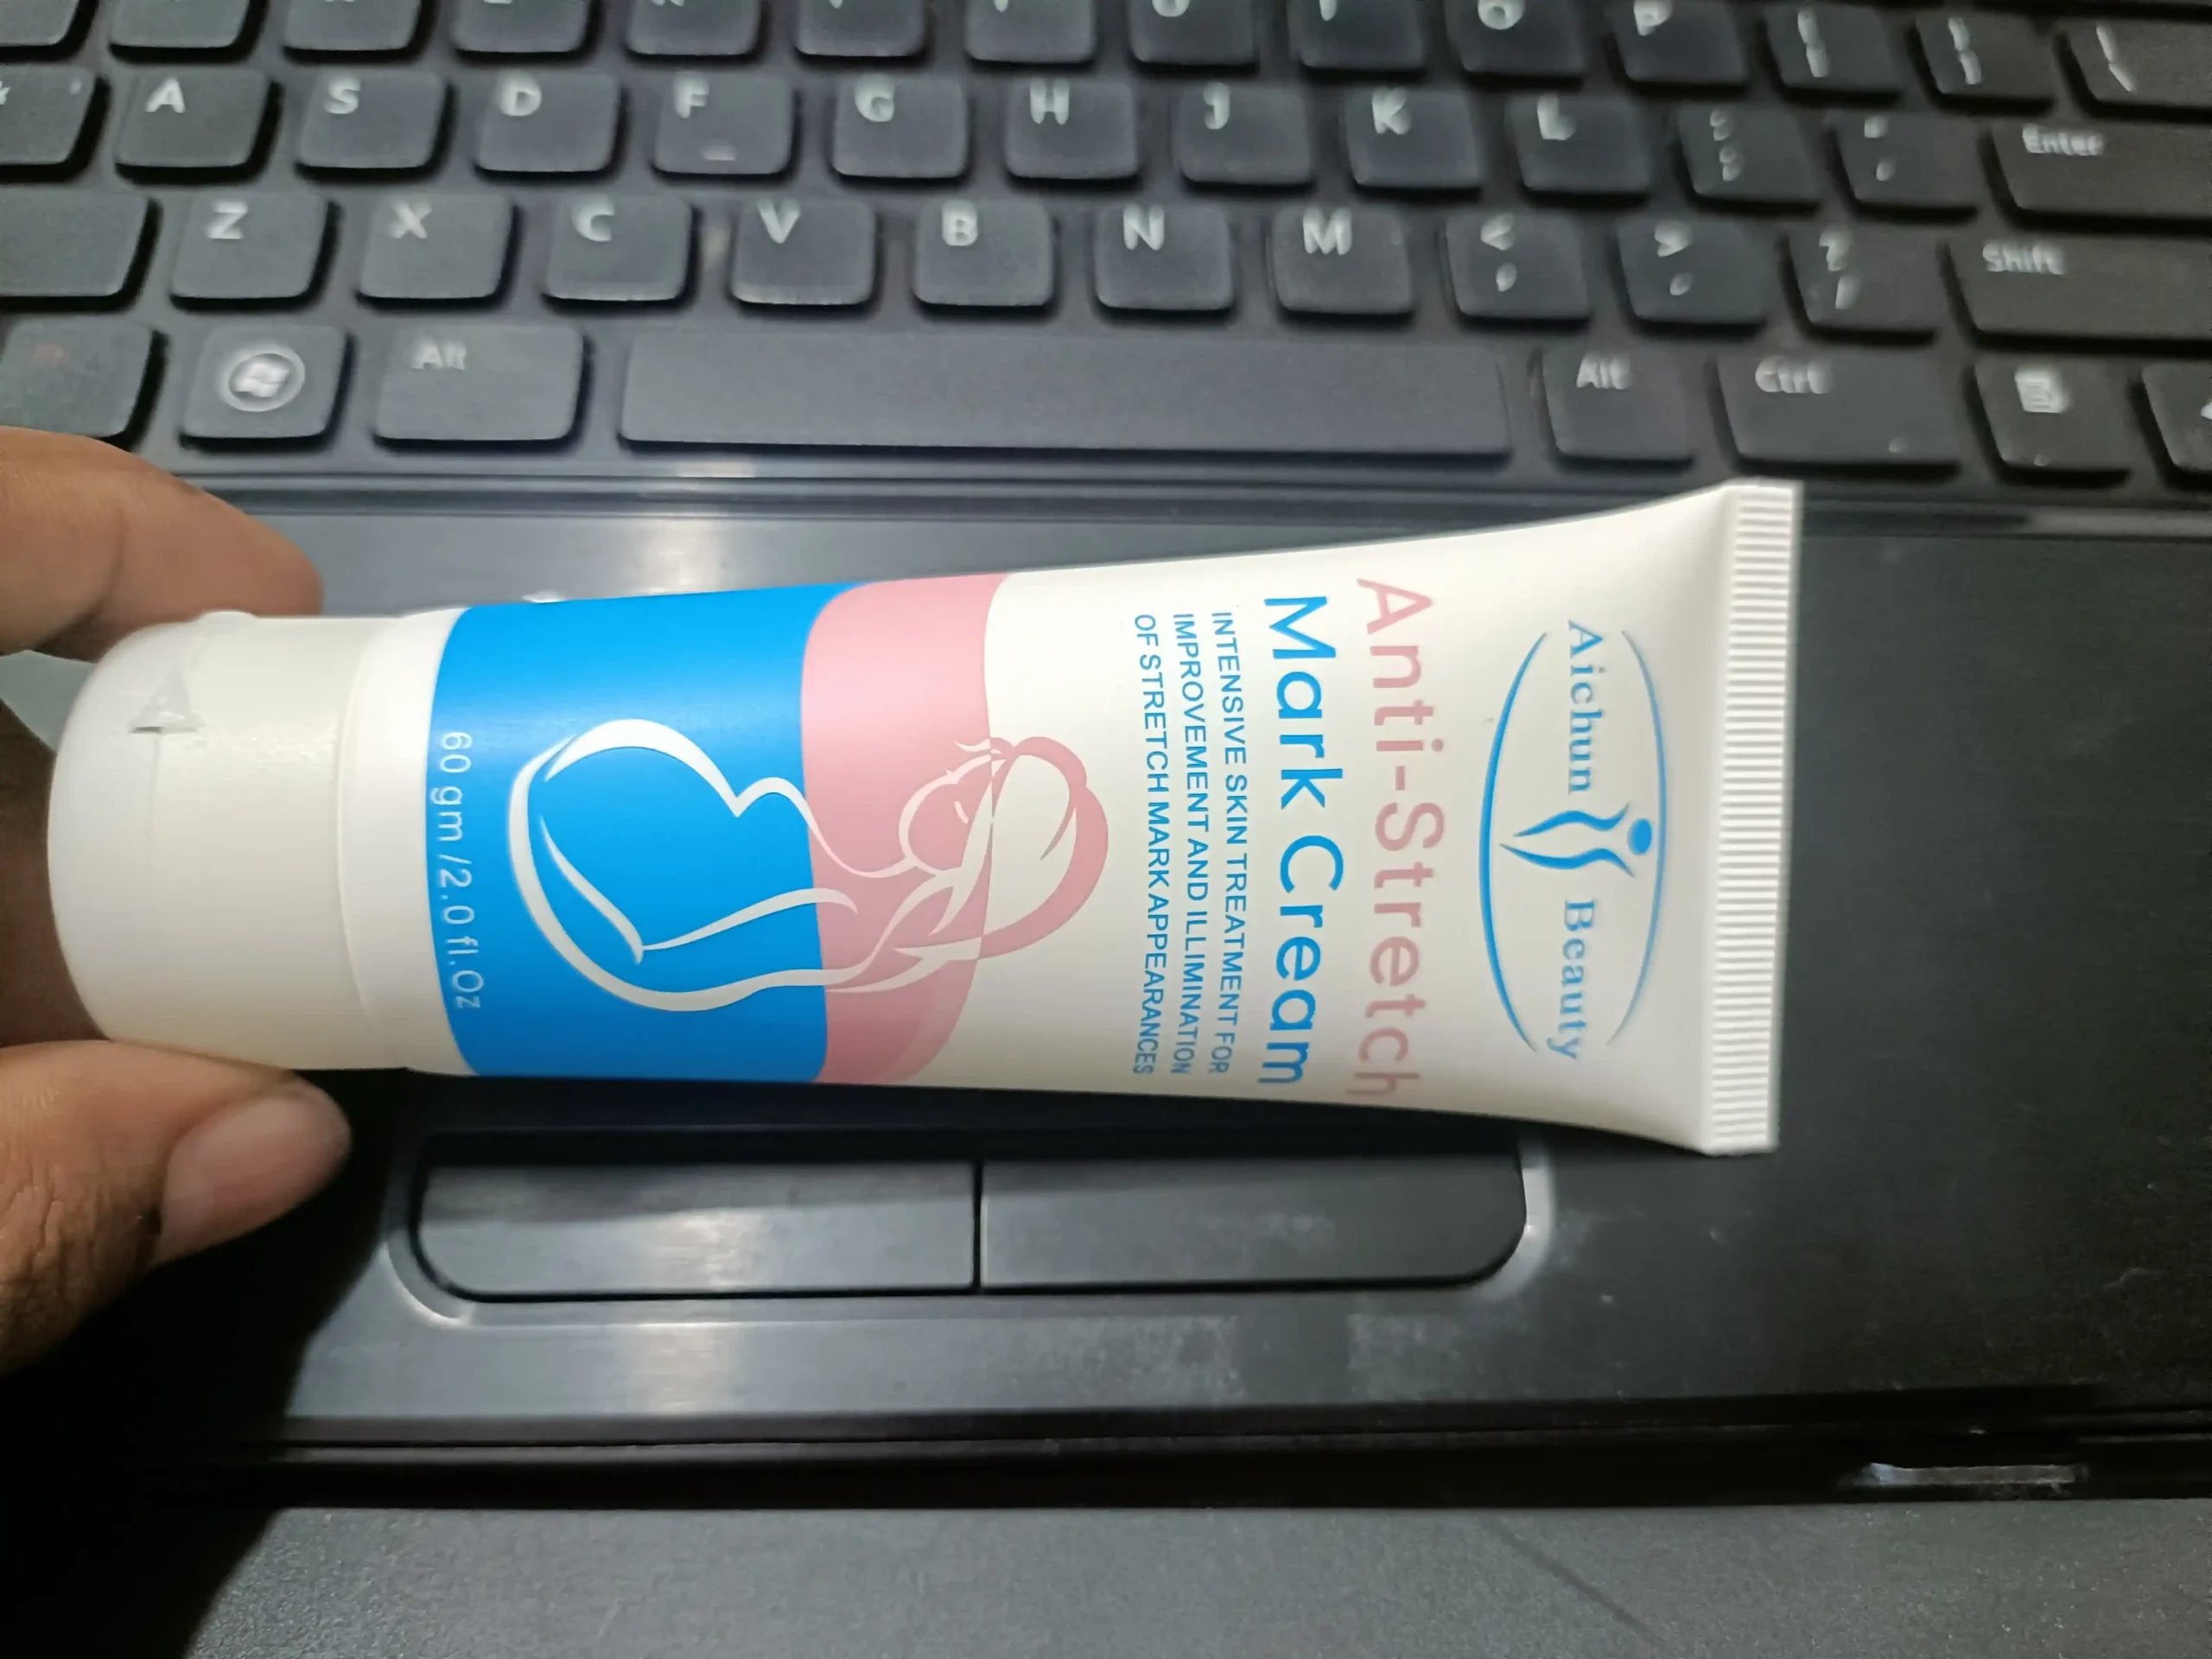 Aichun Beauty
Anti-Stretch
Mark Cream
INTENSIVE SKIN TREATMENT FOR
IMPROVEMENT AND ILLIMINATION
OF STRETCH MARK APPEARANCES
60 gm /2.0 fl.Oz
O P { } |
[ ] \
A S D F G H J K L : " Enter
; '
Z X C V B N M < > ? Shift
, . /
Alt Alt Ctrl